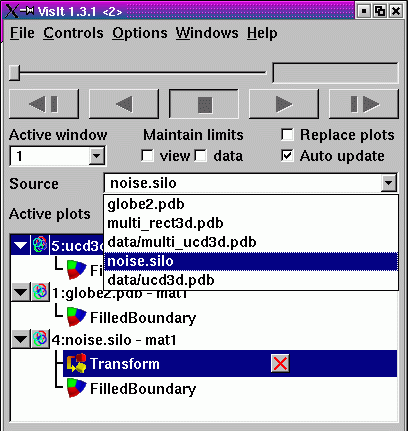 VisIt 1.3.1 <2>
File Controls Options Windows Help
Active window Maintain limits Replace plots
1 view data Auto update
Source noise.silo
globe2.pdb
multi_rect3d.pdb
Active plots
data/multi_ucd3d.pdb
noise.silo
data/ucd3d.pdb
5:ucd3d
Fi
1:globe2.pdb - mat1
FilledBoundary
4:noise.silo - mat1
Transform
FilledBoundary